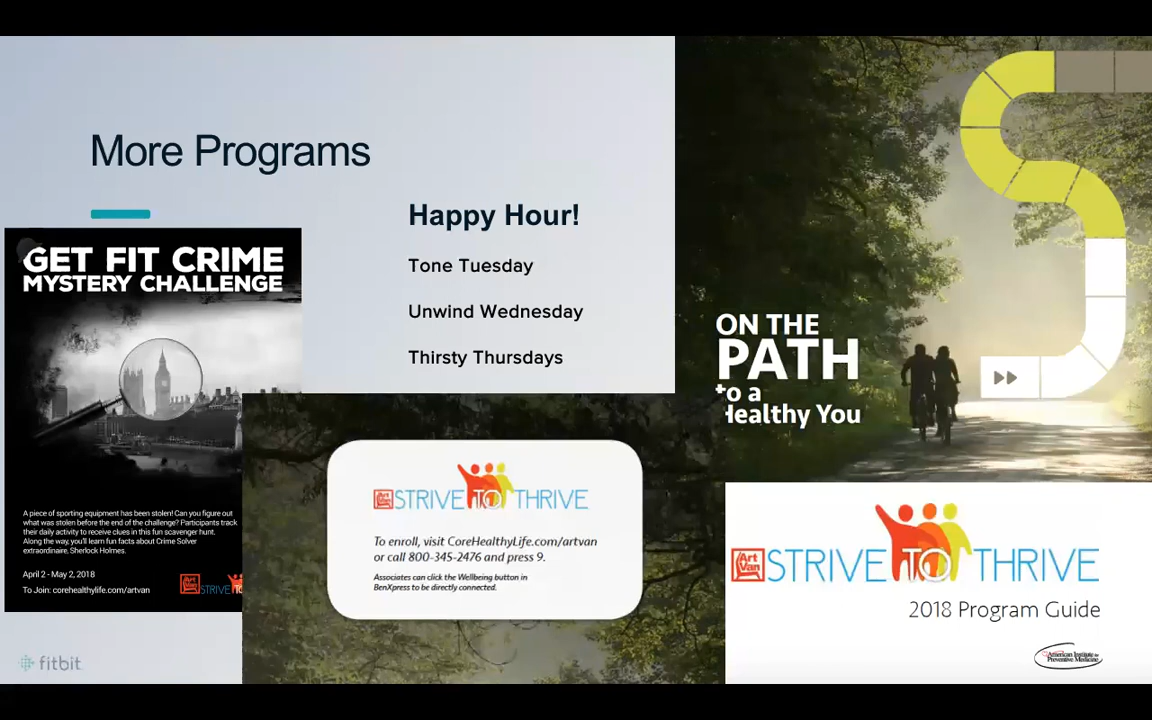 More Programs
Happy Hour!
Tone Tuesday
Unwind Wednesday
Thirsty Thursdays
GET FIT CRIME
MYSTERY CHALLENGE
A piece of sporting equipment has been stolen! Can you figure out
what was stolen before the end of the challenge? Participants track
their daily activity to receive clues in this fun scavenger hunt.
Along the way, you'll learn fun facts about Crime Solver
extraordinaire, Sherlock Holmes.
April 2 - May 2, 2018
To Join: corehealthylife.com/artvan
Art Van STRIVE TO
fitbit
Art Van STRIVE TO THRIVE
To enroll, visit CoreHealthyLife.com/artvan
or call 800-345-2476 and press 9.
Associates can click the Wellbeing button in
BenXpress to be directly connected.
ON THE
PATH
to a
Healthy You
Art Van STRIVE TO THRIVE
2018 Program Guide
American Institute for
Preventive Medicine